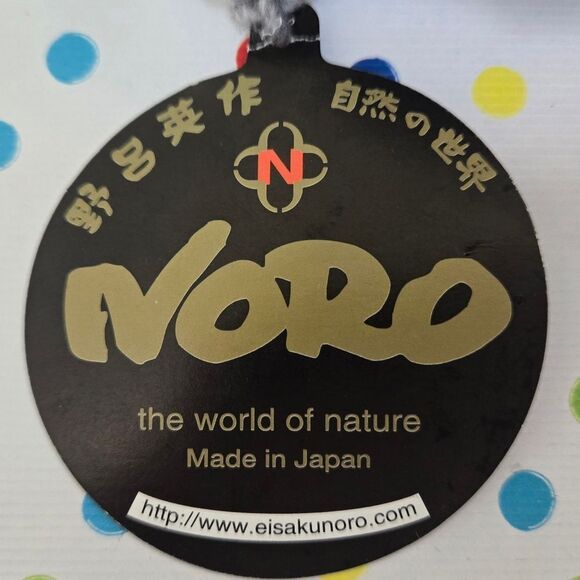 野呂英作 自然の世界
N
NORO
the world of nature
Made in Japan
http://www.eisakunoro.com